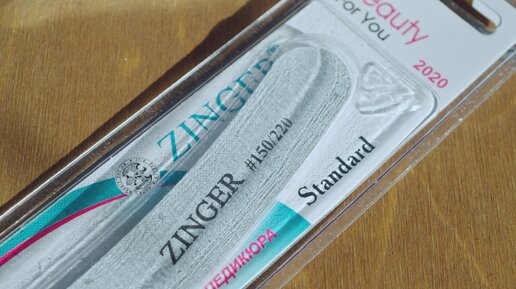 Beauty
For You
2020
ZINGER®
ZINGER #150/220
Standard
ПЕДИКЮРА